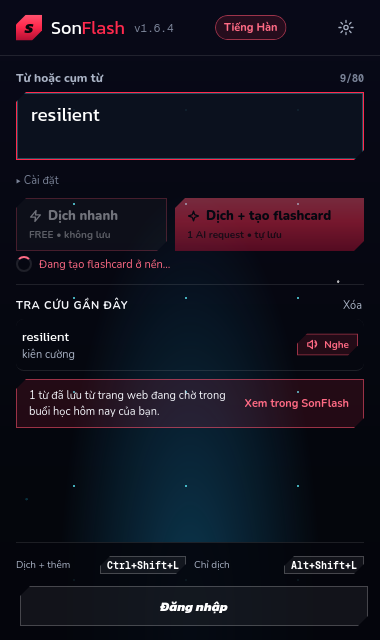 S SonFlash v1.6.4 Tiếng Hàn
Từ hoặc cụm từ 9/80
resilient
▸ Cài đặt
Dịch nhanh
FREE • không lưu
Dịch + tạo flashcard
1 AI request • tự lưu
Đang tạo flashcard ở nền...
TRA CỨU GẦN ĐÂY Xóa
resilient
kiên cường
Nghe
1 từ đã lưu từ trang web đang chờ trong
buổi học hôm nay của bạn.
Xem trong SonFlash
Dịch + thêm Ctrl+Shift+L Chỉ dịch Alt+Shift+L
Đăng nhập